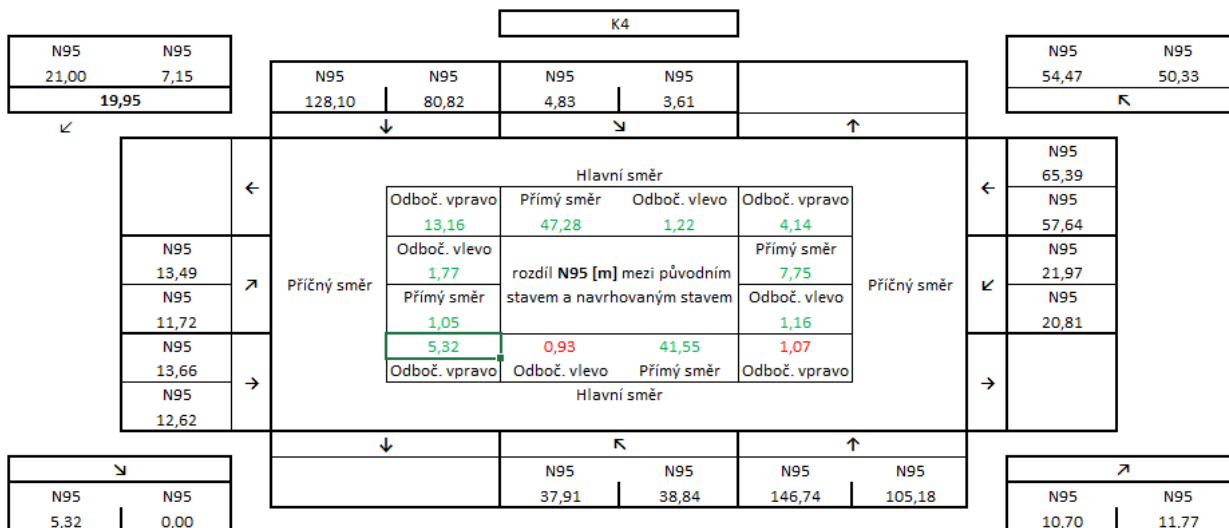 K4
N95 N95
21,00 7,15
19,95
↙
N95 N95 N95 N95
128,10 80,82 4,83 3,61
↓ ↘ ↑
N95 N95
54,47 50,33
↖
Hlavní směr
← ←
N95
65,39
N95
57,64
Odboč. vpravo Přímý směr Odboč. vlevo Odboč. vpravo
13,16 47,28 1,22 4,14
N95 Odboč. vlevo Přímý směr N95
13,49 1,77 7,75 21,97
↗ Příčný směr rozdíl N95 [m] mezi původním Příčný směr ↙
N95 Přímý směr stavem a navrhovaným stavem Odboč. vlevo N95
11,72 1,05 1,16 20,81
N95 5,32 0,93 41,55 1,07
13,66 Odboč. vpravo Odboč. vlevo Přímý směr Odboč. vpravo
→ →
N95 Hlavní směr
12,62
↓ ↖ ↑
N95 N95 N95 N95
37,91 38,84 146,74 105,18
↘
N95 N95
5,32 0,00
↗
N95 N95
10,70 11,77